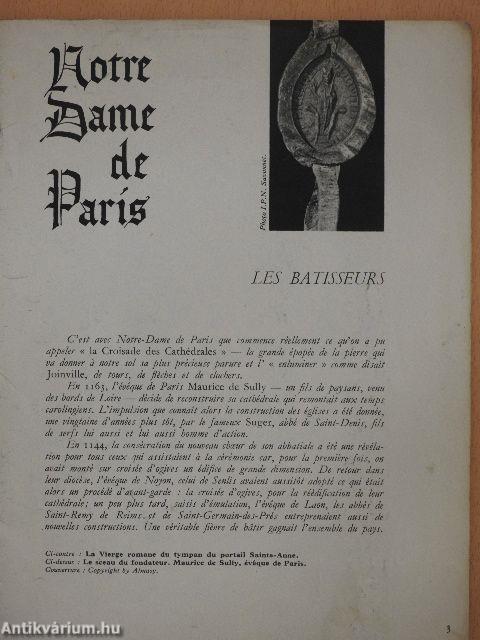 Notre
Dame
de
Paris
Photo I.P.N. Suvonnet.
LES BATISSEURS
C'est avec Notre-Dame de Paris que commence réellement ce qu'on a pu
appeler « la Croisade des Cathédrales » — la grande épopée de la pierre qui
va donner à notre sol sa plus précieuse parure et l' « enluminer » comme disait
Joinville, de tours, de flèches et de clochers.
En 1163, l'évêque de Paris Maurice de Sully — un fils de paysans, venu
des bords de Loire — décide de reconstruire sa cathédrale qui remontait aux temps
carolingiens. L'impulsion que connaît alors la construction des églises a été donnée,
une vingtaine d'années plus tôt, par le fameux Suger, abbé de Saint-Denis, fils
de serfs lui aussi et lui aussi homme d'action.
En 1144, la consécration du nouveau chœur de son abbatiale a été une révéla-
tion pour tous ceux qui assistaient à la cérémonie car, pour la première fois, on
avait monté sur croisée d'ogives un édifice de grande dimension. De retour dans
leur diocèse, l'évêque de Noyon, celui de Senlis avaient aussitôt adopté ce qui était
alors un procédé d'avant-garde : la croisée d'ogives, pour la réédification de leur
cathédrale; un peu plus tard, saisis d'émulation, l'évêque de Laon, les abbés de
Saint-Remy de Reims et de Saint-Germain-des-Prés entreprendaient aussi de
nouvelles constructions. Une véritable fièvre de bâtir gagnait l'ensemble du pays.
Ci-contre : La Vierge romane du tympan du portail Sainte-Anne.
Ci-dessus : Le sceau du fondateur. Maurice de Sully, évêque de Paris.
Couverture : Copyright by Almasy.
3
Antikvárium.hu